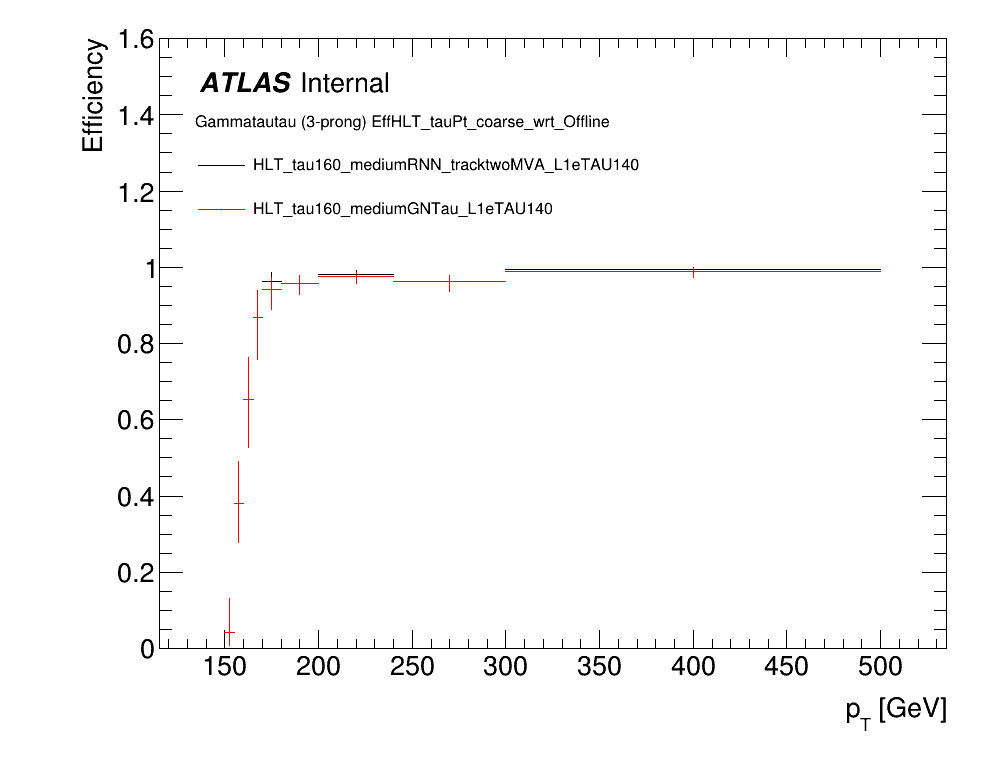 Efficiency
1.6
1.4
1.2
1
0.8
0.6
0.4
0.2
0
ATLAS Internal
Gammatautau (3-prong) EffHLT_tauPt_coarse_wrt_Offline
HLT_tau160_mediumRNN_tracktwoMVA_L1eTAU140
HLT_tau160_mediumGNTau_L1eTAU140
150 200 250 300 350 400 450 500
p_T [GeV]